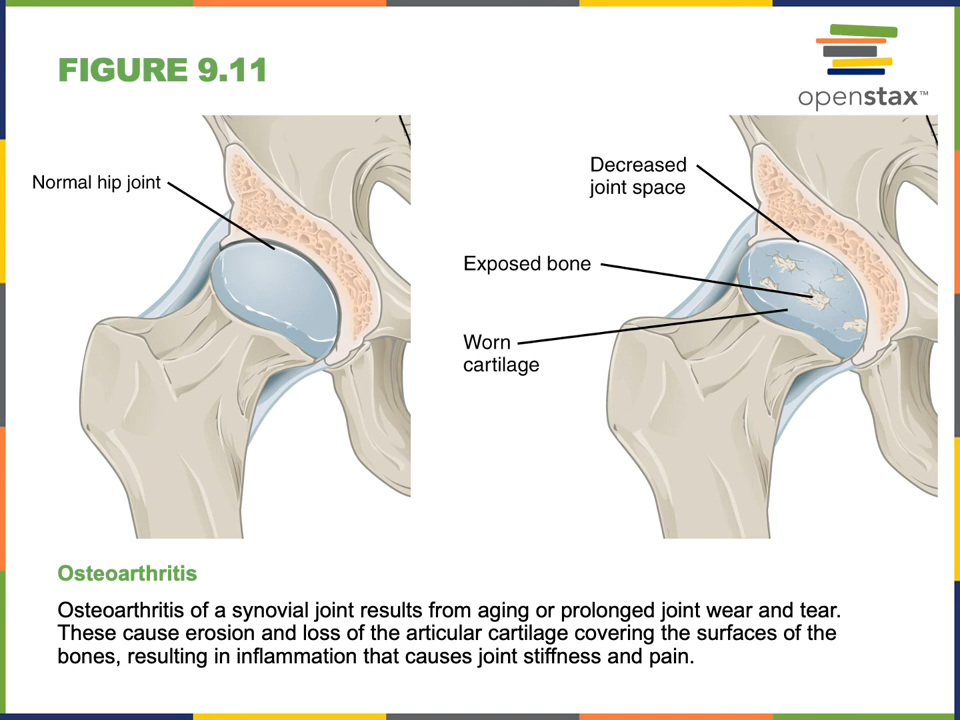 FIGURE 9.11
openstax™
Normal hip joint
Decreased
joint space
Exposed bone
Worn
cartilage
Osteoarthritis
Osteoarthritis of a synovial joint results from aging or prolonged joint wear and tear.
These cause erosion and loss of the articular cartilage covering the surfaces of the
bones, resulting in inflammation that causes joint stiffness and pain.